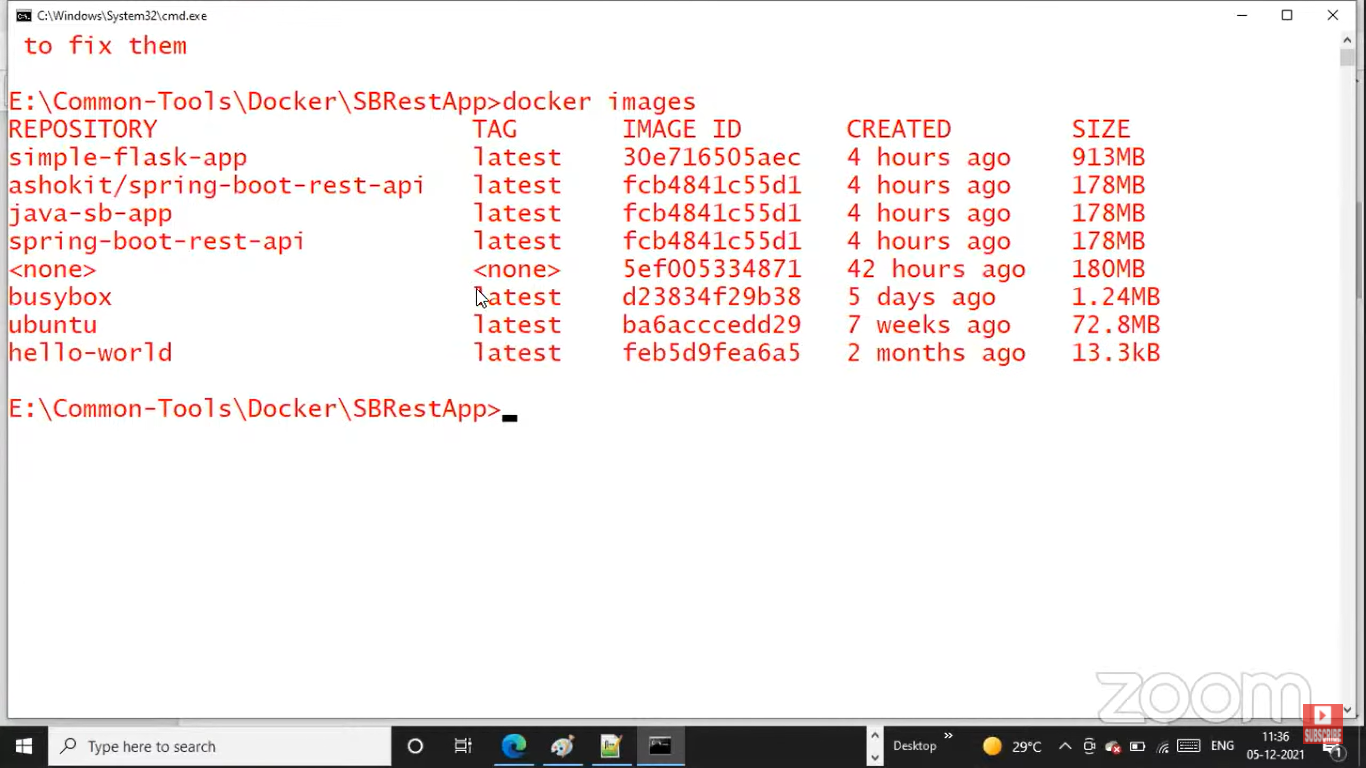 C:\Windows\System32\cmd.exe
to fix them
E:\Common-Tools\Docker\SBRestApp>docker images
REPOSITORY TAG IMAGE ID CREATED SIZE
simple-flask-app latest 30e716505aec 4 hours ago 913MB
ashokit/spring-boot-rest-api latest fcb4841c55d1 4 hours ago 178MB
java-sb-app latest fcb4841c55d1 4 hours ago 178MB
spring-boot-rest-api latest fcb4841c55d1 4 hours ago 178MB
<none> <none> 5ef005334871 42 hours ago 180MB
busybox latest d23834f29b38 5 days ago 1.24MB
ubuntu latest ba6acccedd29 7 weeks ago 72.8MB
hello-world latest feb5d9fea6a5 2 months ago 13.3kB
E:\Common-Tools\Docker\SBRestApp>
zoom
SUBSCRIBE
Type here to search
Desktop
29°C
ENG
11:36
05-12-2021
1